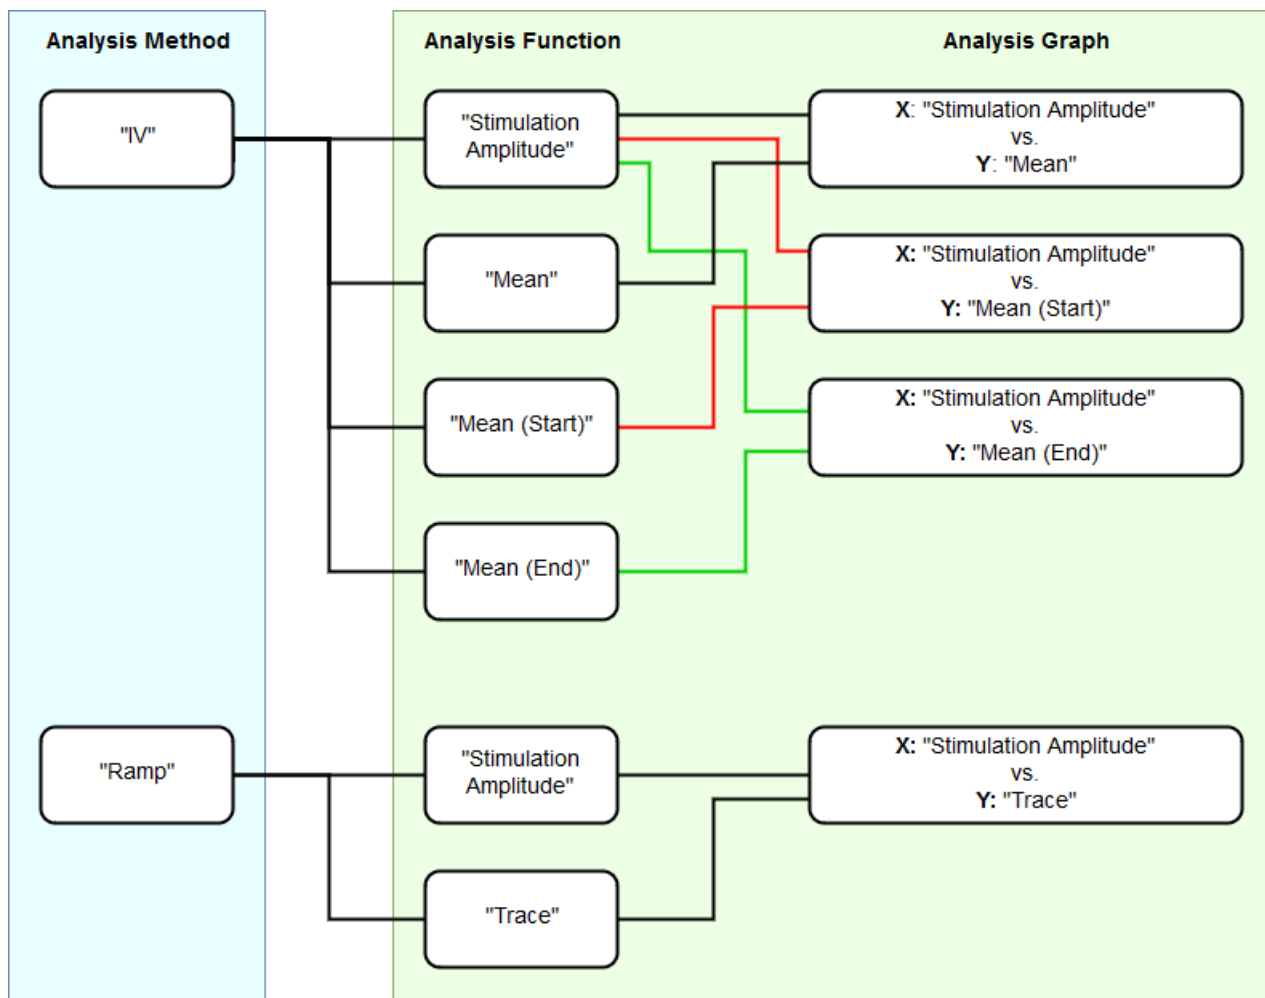 Analysis Method
Analysis Function
Analysis Graph
"IV"
"Stimulation
Amplitude"
X: "Stimulation Amplitude"
vs.
Y: "Mean"
"Mean"
X: "Stimulation Amplitude"
vs.
Y: "Mean (Start)"
"Mean (Start)"
X: "Stimulation Amplitude"
vs.
Y: "Mean (End)"
"Mean (End)"
"Ramp"
"Stimulation
Amplitude"
X: "Stimulation Amplitude"
vs.
Y: "Trace"
"Trace"